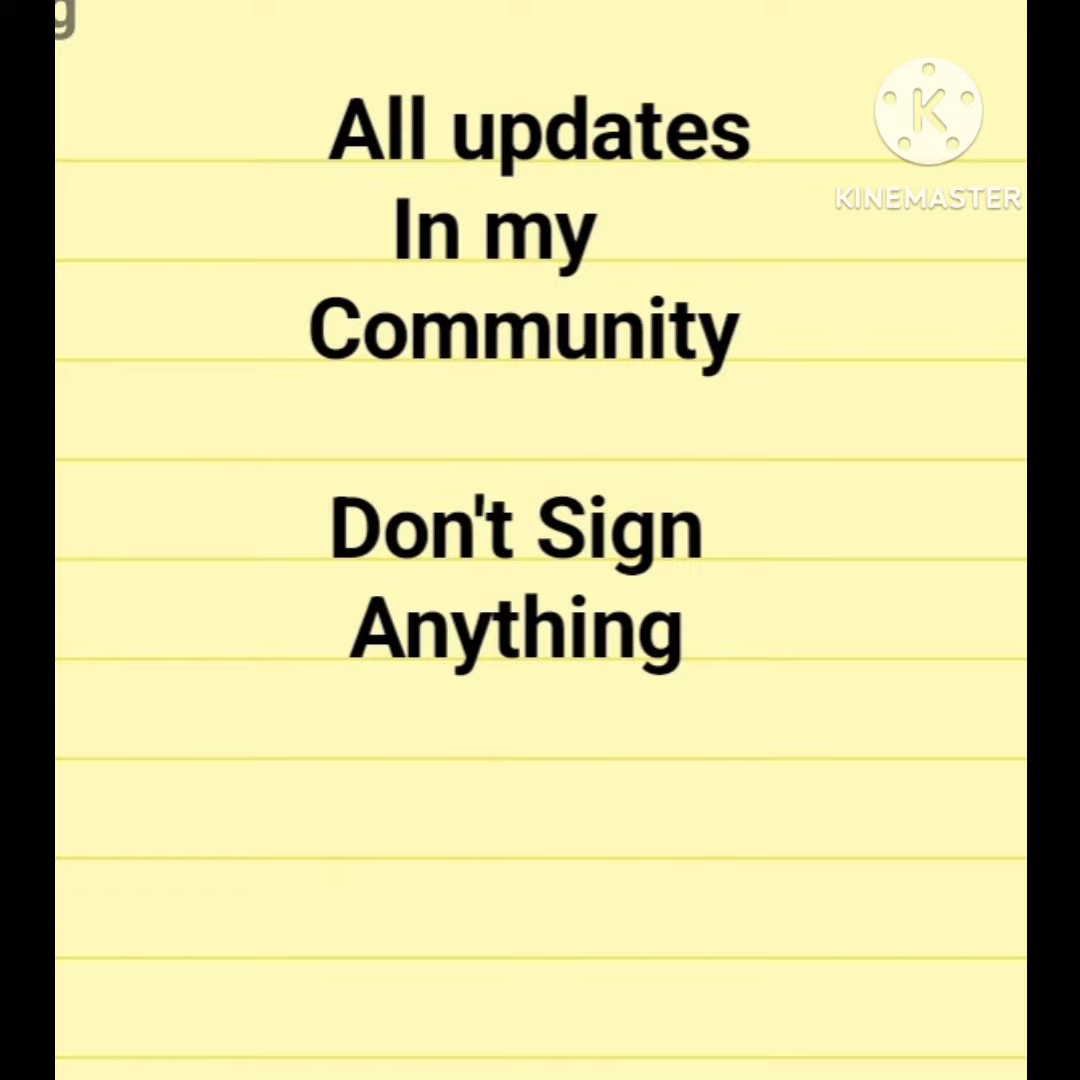 g
All updates
In my
Community
Don't Sign
Anything
K
KINEMASTER